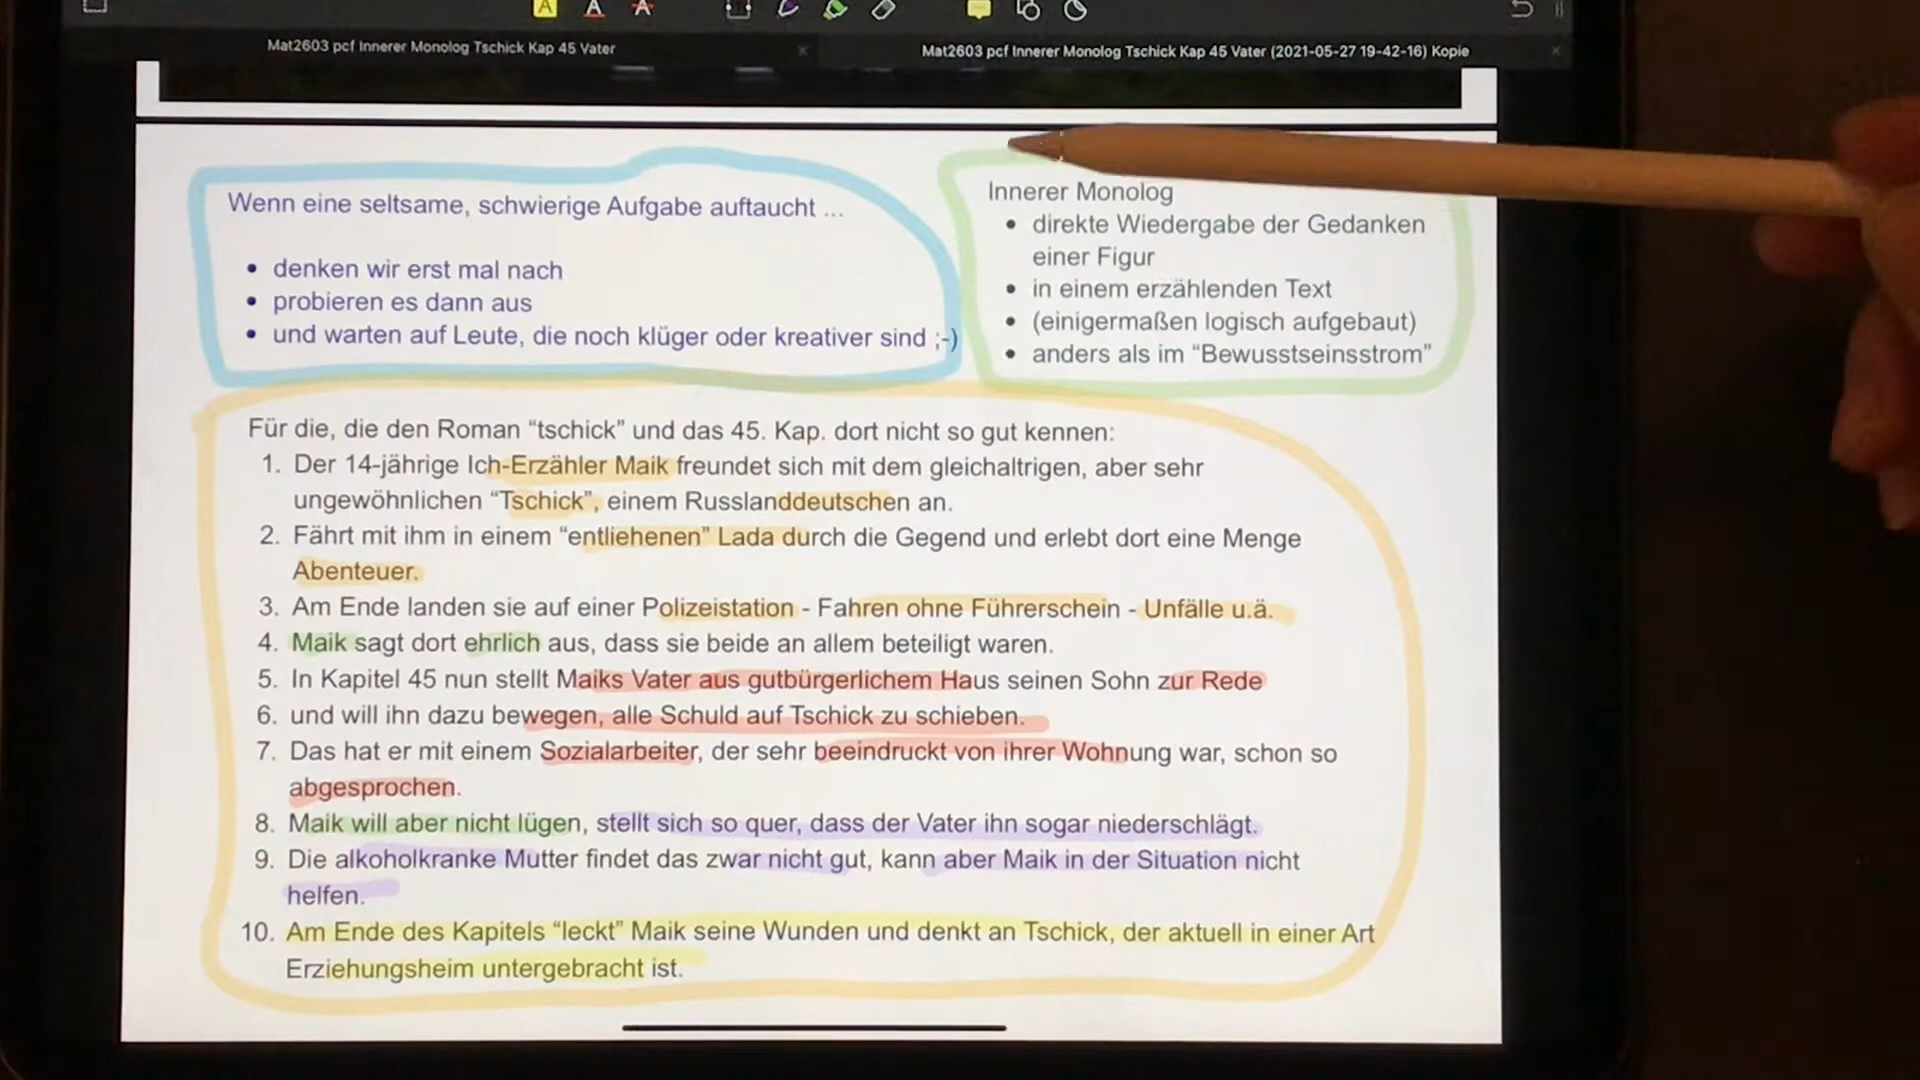 Mat2603 pcf Innerer Monolog Tschick Kap 45 Vater
Mat2603 pcf Innerer Monolog Tschick Kap 45 Vater (2021-05-27 19-42-16) Kopie
Wenn eine seltsame, schwierige Aufgabe auftaucht ...
• denken wir erst mal nach
• probieren es dann aus
• und warten auf Leute, die noch klüger oder kreativer sind ;-)
Innerer Monolog
• direkte Wiedergabe der Gedanken
einer Figur
• in einem erzählenden Text
• (einigermaßen logisch aufgebaut)
• anders als im “Bewusstseinsstrom”
Für die, die den Roman “tschick” und das 45. Kap. dort nicht so gut kennen:
1. Der 14-jährige Ich-Erzähler Maik freundet sich mit dem gleichaltrigen, aber sehr
ungewöhnlichen “Tschick”, einem Russlanddeutschen an.
2. Fährt mit ihm in einem “entliehenen” Lada durch die Gegend und erlebt dort eine Menge
Abenteuer.
3. Am Ende landen sie auf einer Polizeistation - Fahren ohne Führerschein - Unfälle u.ä.
4. Maik sagt dort ehrlich aus, dass sie beide an allem beteiligt waren.
5. In Kapitel 45 nun stellt Maiks Vater aus gutbürgerlichem Haus seinen Sohn zur Rede
6. und will ihn dazu bewegen, alle Schuld auf Tschick zu schieben.
7. Das hat er mit einem Sozialarbeiter, der sehr beeindruckt von ihrer Wohnung war, schon so
abgesprochen.
8. Maik will aber nicht lügen, stellt sich so quer, dass der Vater ihn sogar niederschlägt.
9. Die alkoholkranke Mutter findet das zwar nicht gut, kann aber Maik in der Situation nicht
helfen.
10. Am Ende des Kapitels “leckt” Maik seine Wunden und denkt an Tschick, der aktuell in einer Art
Erziehungsheim untergebracht ist.